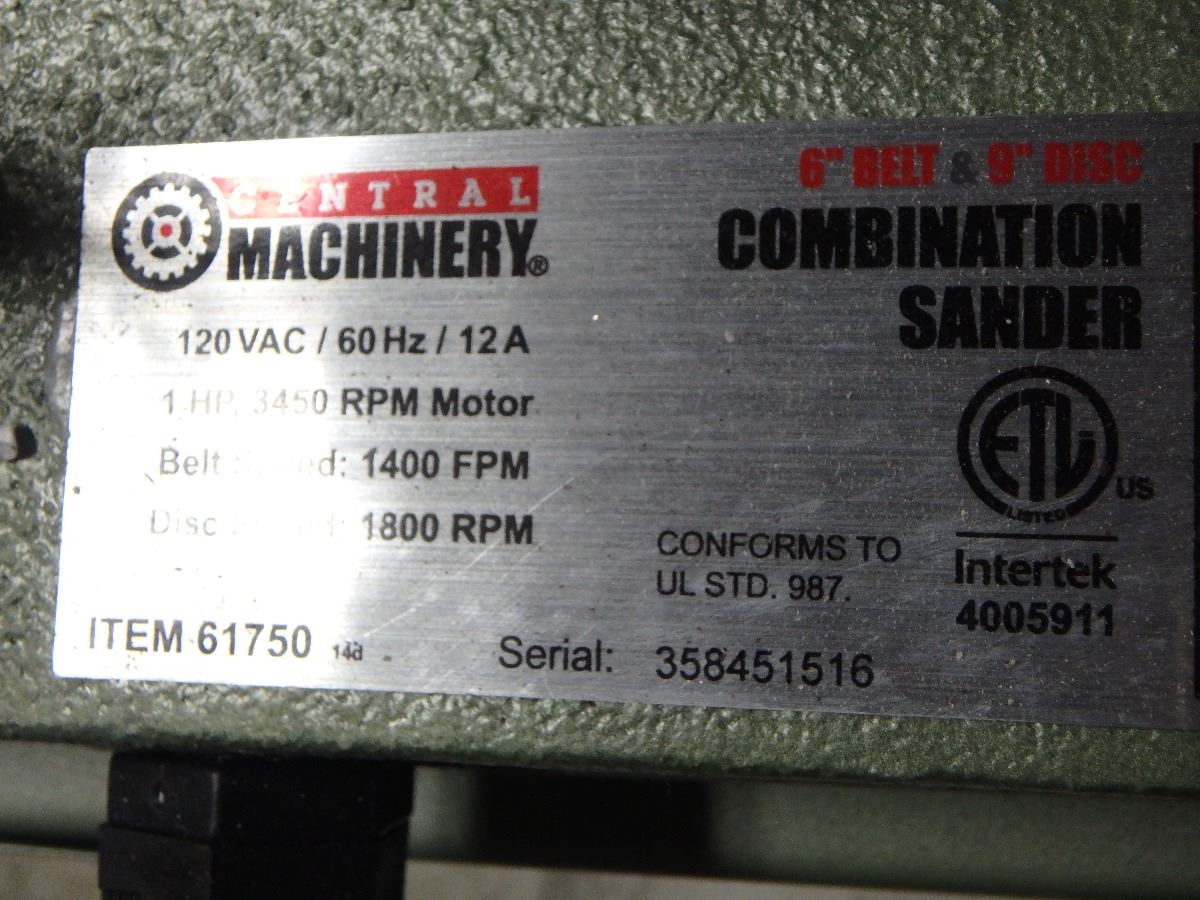 CENTRAL
MACHINERY®
120 VAC / 60 Hz / 12 A
1 HP, 3450 RPM Motor
Belt Speed: 1400 FPM
Disc Speed: 1800 RPM
ITEM 61750 14a
6" BELT & 9" DISC
COMBINATION
SANDER
ETL
US
LISTED
Intertek
4005911
CONFORMS TO
UL STD. 987.
Serial: 358451516